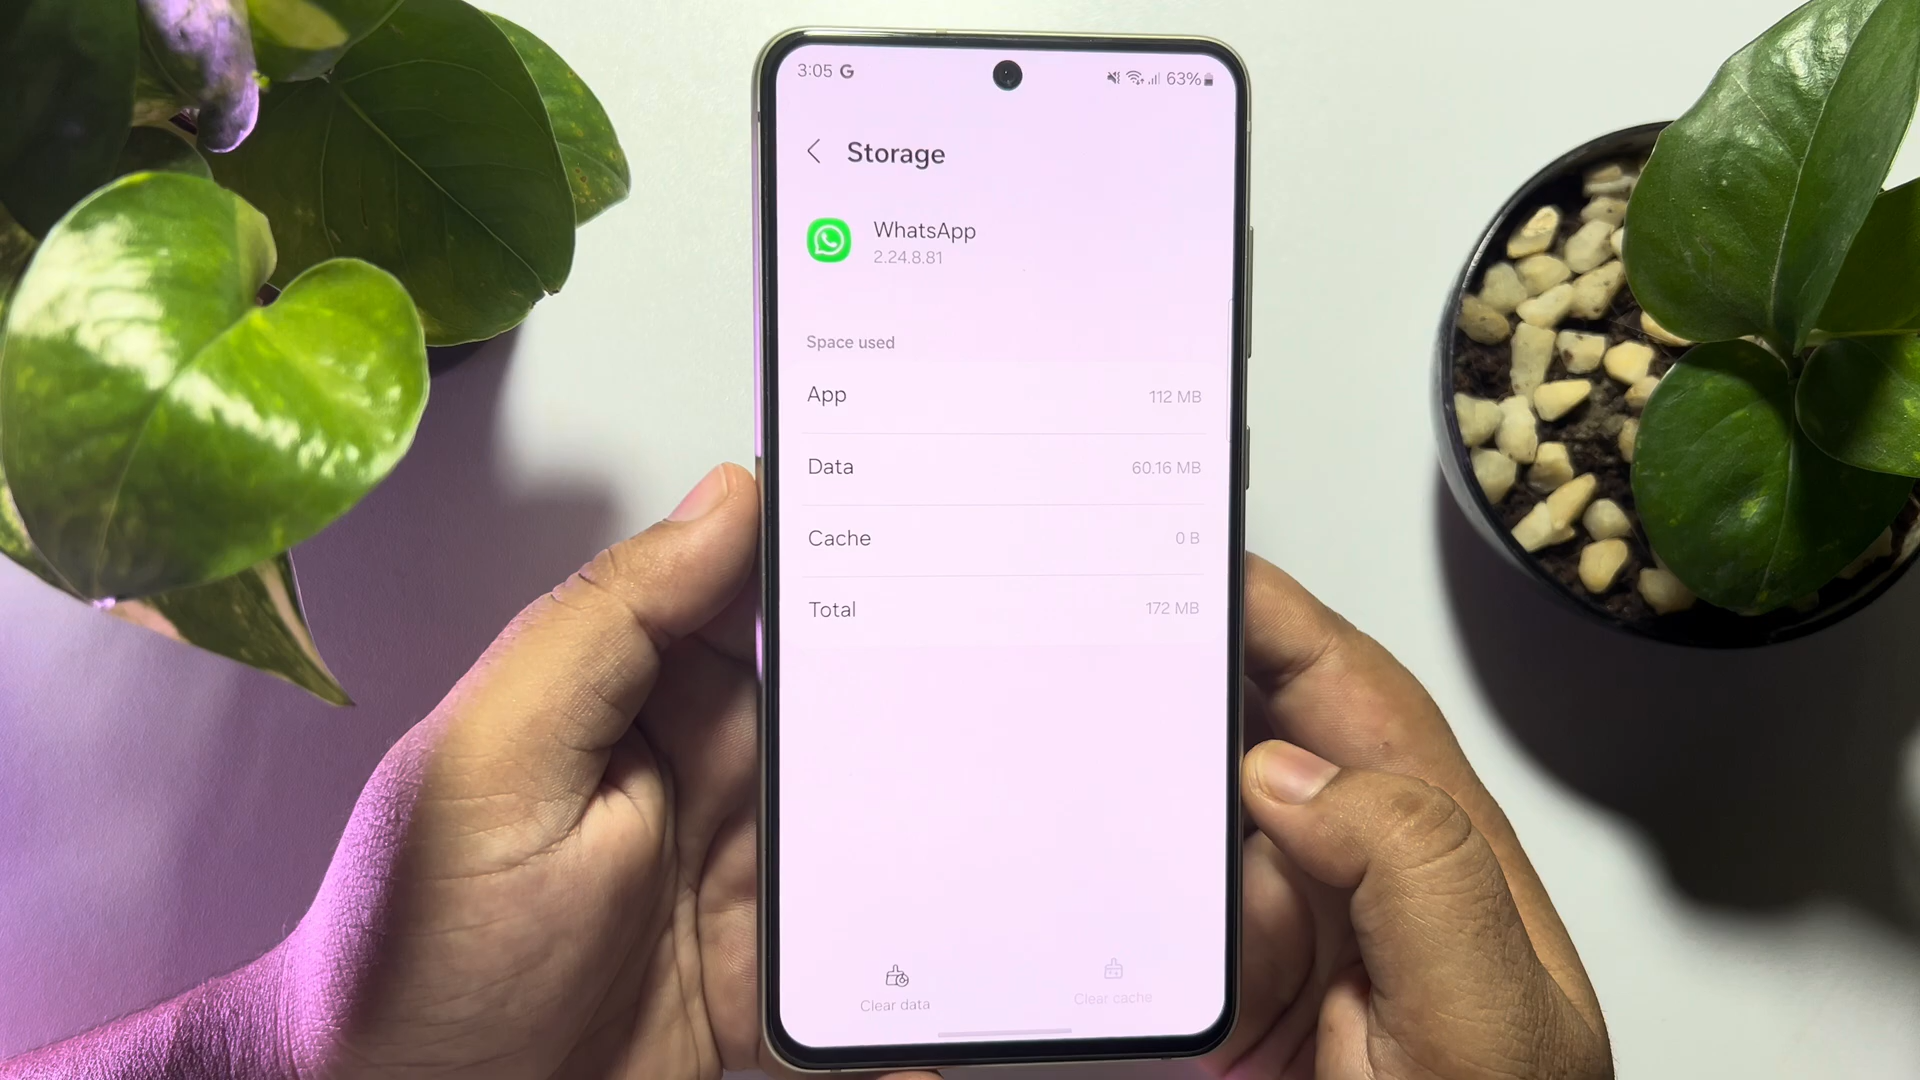 3:05 G 63%
Storage
WhatsApp
2.24.8.81
Space used
App 112 MB
Data 60.16 MB
Cache 0 B
Total 172 MB
Clear data Clear cache